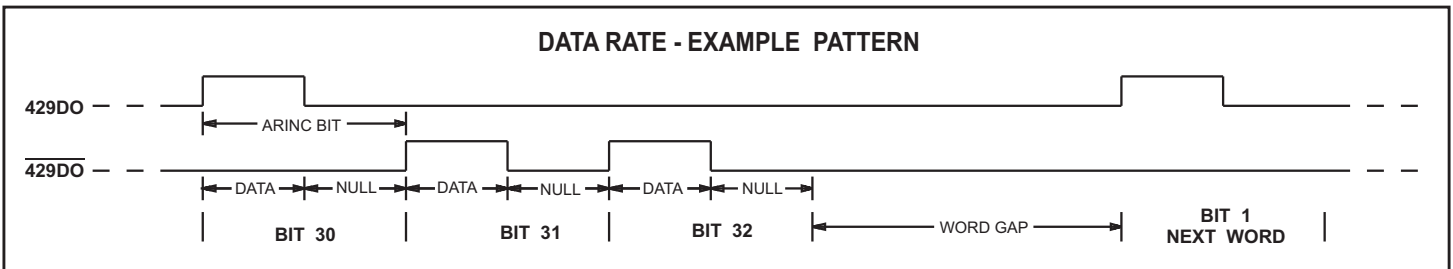 DATA RATE - EXAMPLE PATTERN
429DO
ARINC BIT
429DO
DATA NULL DATA NULL DATA NULL
BIT 30 BIT 31 BIT 32 WORD GAP BIT 1
NEXT WORD